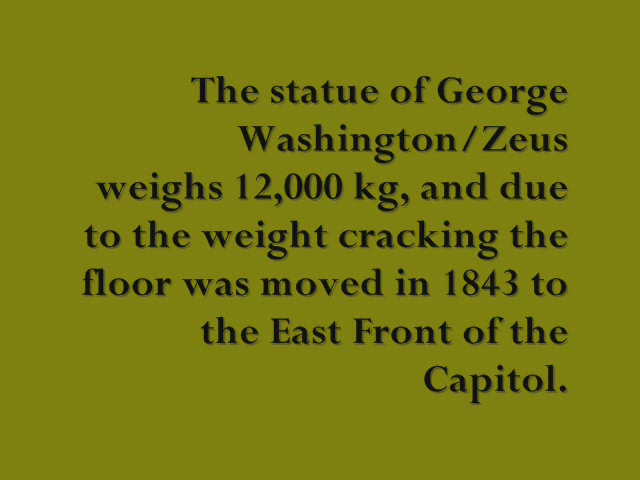 The statue of George
Washington/Zeus
weighs 12,000 kg, and due
to the weight cracking the
floor was moved in 1843 to
the East Front of the
Capitol.